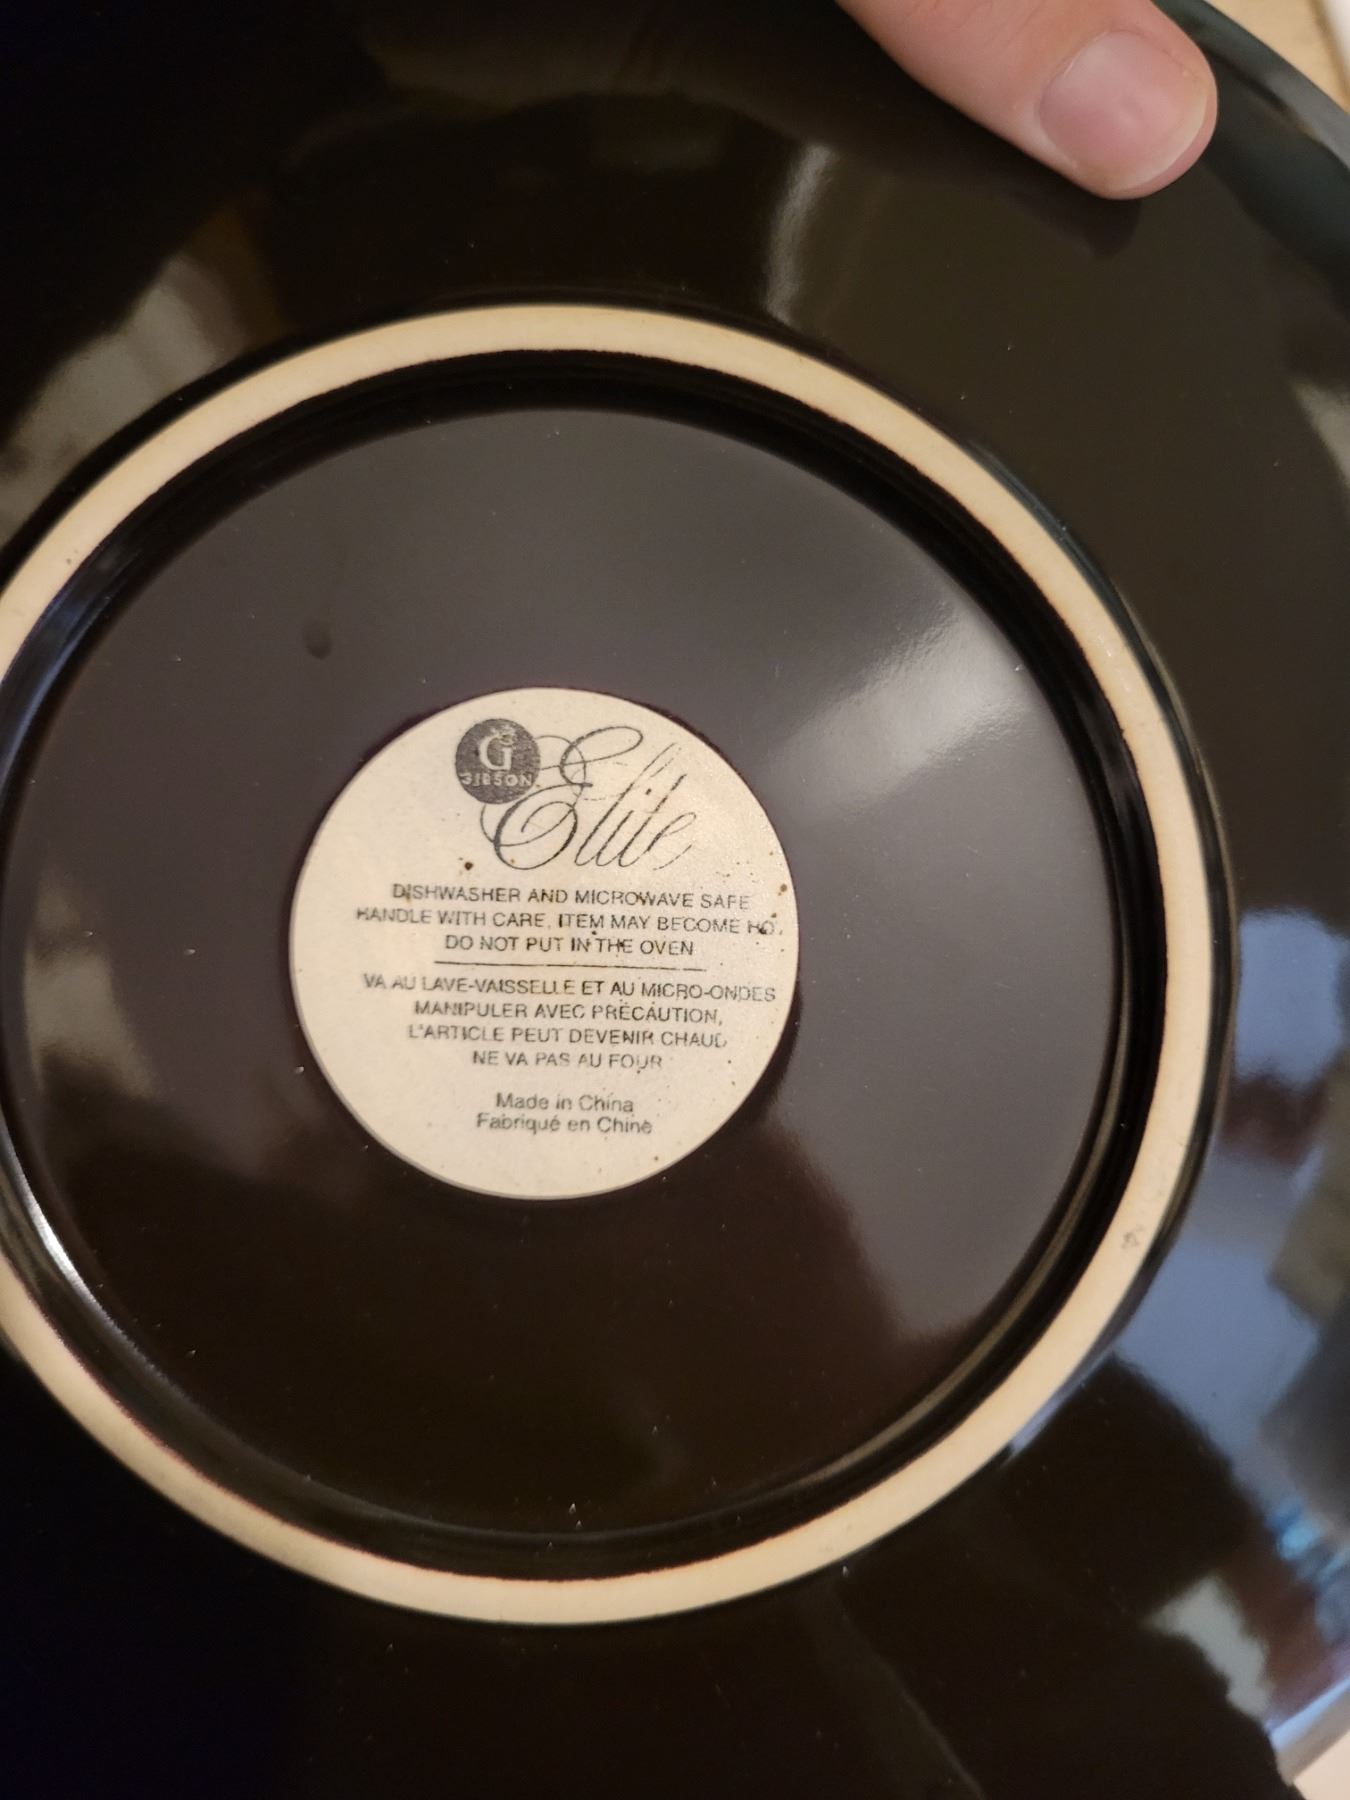 G
GIBSON
Elite
DISHWASHER AND MICROWAVE SAFE
HANDLE WITH CARE, ITEM MAY BECOME HOT,
DO NOT PUT IN THE OVEN
VA AU LAVE-VAISSELLE ET AU MICRO-ONDES
MANIPULER AVEC PRÉCAUTION,
L'ARTICLE PEUT DEVENIR CHAUD
NE VA PAS AU FOUR
Made in China
Fabriqué en Chine